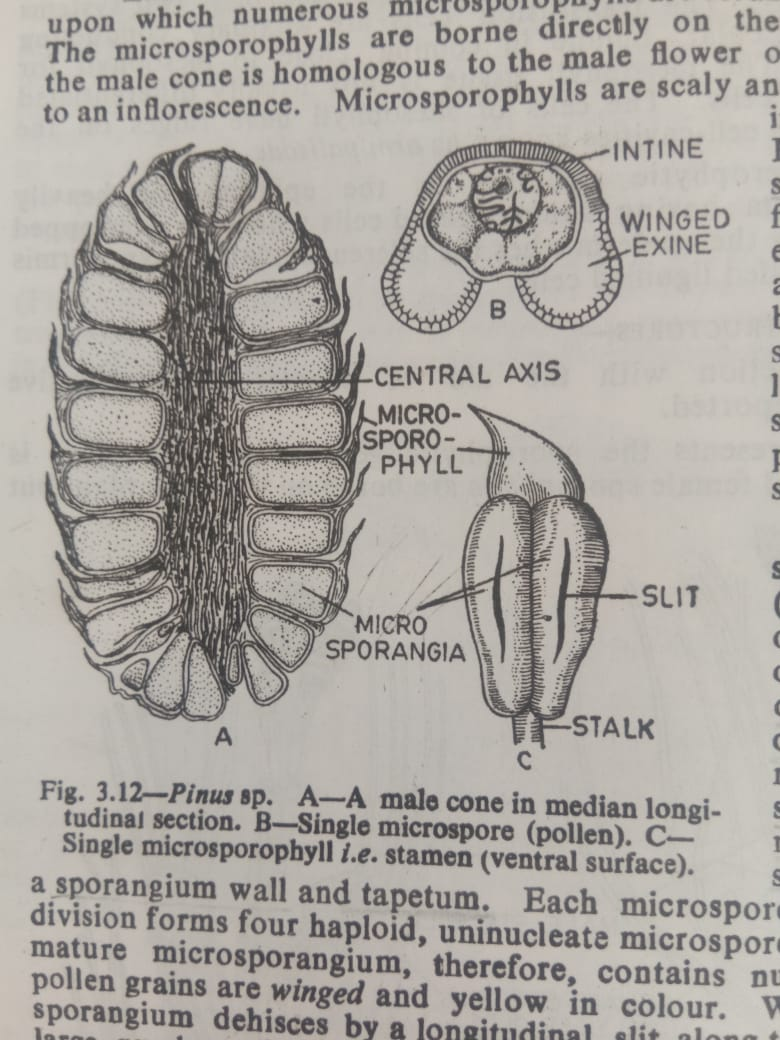 upon which numerous microsporophylls are
The microsporophylls are borne directly on the
the male cone is homologous to the male flower
to an inflorescence. Microsporophylls are scaly
INTINE
WINGED
EXINE
B
CENTRAL AXIS
MICRO-
SPORO-
PHYLL
SLIT
MICRO
SPORANGIA
STALK
A
C
Fig. 3.12—Pinus sp. A—A male cone in median longi-
tudinal section. B—Single microspore (pollen). C—
Single microsporophyll i.e. stamen (ventral surface).
a sporangium wall and tapetum. Each microspor
division forms four haploid, uninucleate microspor
mature microsporangium, therefore, contains nu
pollen grains are winged and yellow in colour. W
sporangium dehisces by a longitudinal slit along